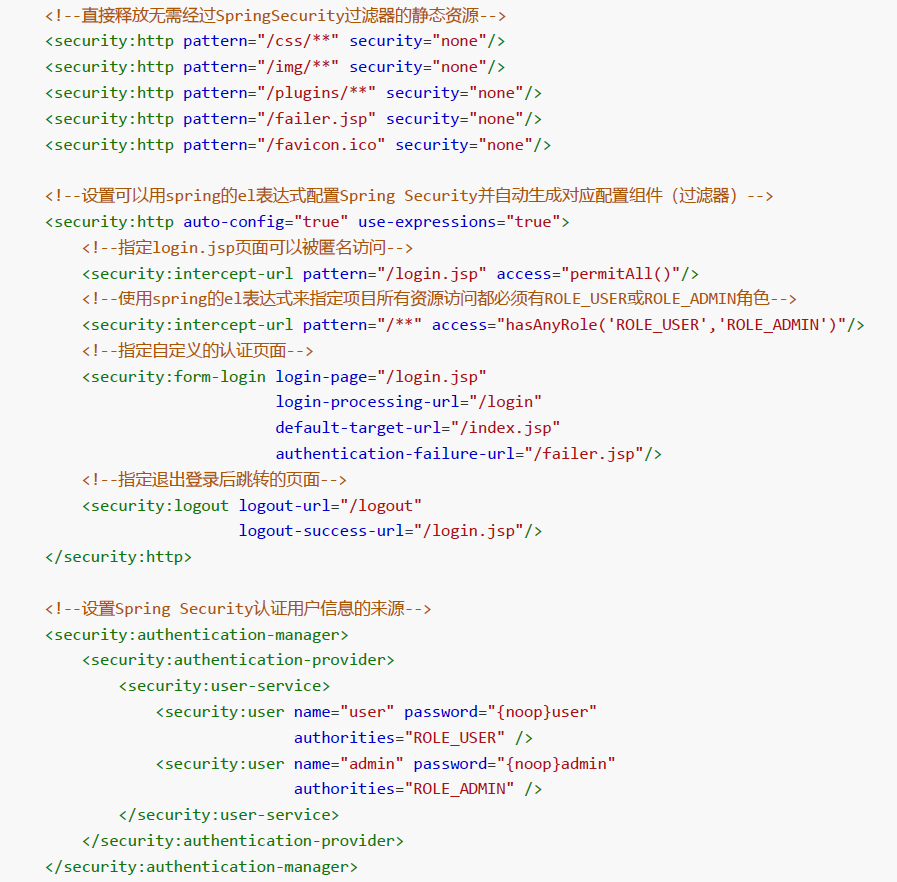 <!--直接释放无需经过SpringSecurity过滤器的静态资源-->
<security:http pattern="/css/**" security="none"/>
<security:http pattern="/img/**" security="none"/>
<security:http pattern="/plugins/**" security="none"/>
<security:http pattern="/failer.jsp" security="none"/>
<security:http pattern="/favicon.ico" security="none"/>
<!--设置可以用spring的el表达式配置Spring Security并自动生成对应配置组件（过滤器）-->
<security:http auto-config="true" use-expressions="true">
<!--指定login.jsp页面可以被匿名访问-->
<security:intercept-url pattern="/login.jsp" access="permitAll()"/>
<!--使用spring的el表达式来指定项目所有资源访问都必须有ROLE_USER或ROLE_ADMIN角色-->
<security:intercept-url pattern="/**" access="hasAnyRole('ROLE_USER','ROLE_ADMIN')"/>
<!--指定自定义的认证页面-->
<security:form-login login-page="/login.jsp"
login-processing-url="/login"
default-target-url="/index.jsp"
authentication-failure-url="/failer.jsp"/>
<!--指定退出登录后跳转的页面-->
<security:logout logout-url="/logout"
logout-success-url="/login.jsp"/>
</security:http>
<!--设置Spring Security认证用户信息的来源-->
<security:authentication-manager>
<security:authentication-provider>
<security:user-service>
<security:user name="user" password="{noop}user"
authorities="ROLE_USER" />
<security:user name="admin" password="{noop}admin"
authorities="ROLE_ADMIN" />
</security:user-service>
</security:authentication-provider>
</security:authentication-manager>